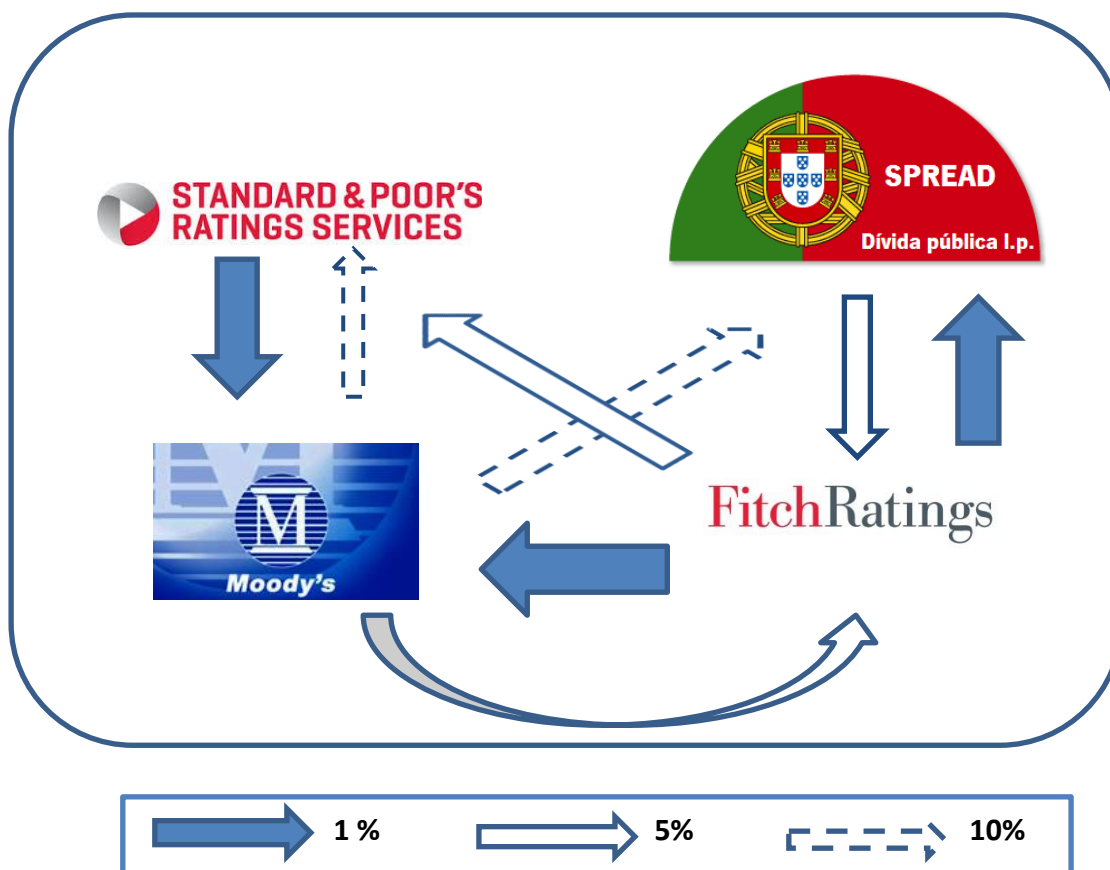 STANDARD & POOR'S
RATINGS SERVICES
SPREAD
Dívida pública l.p.
M
Moody's
FitchRatings
1 %
5%
10%